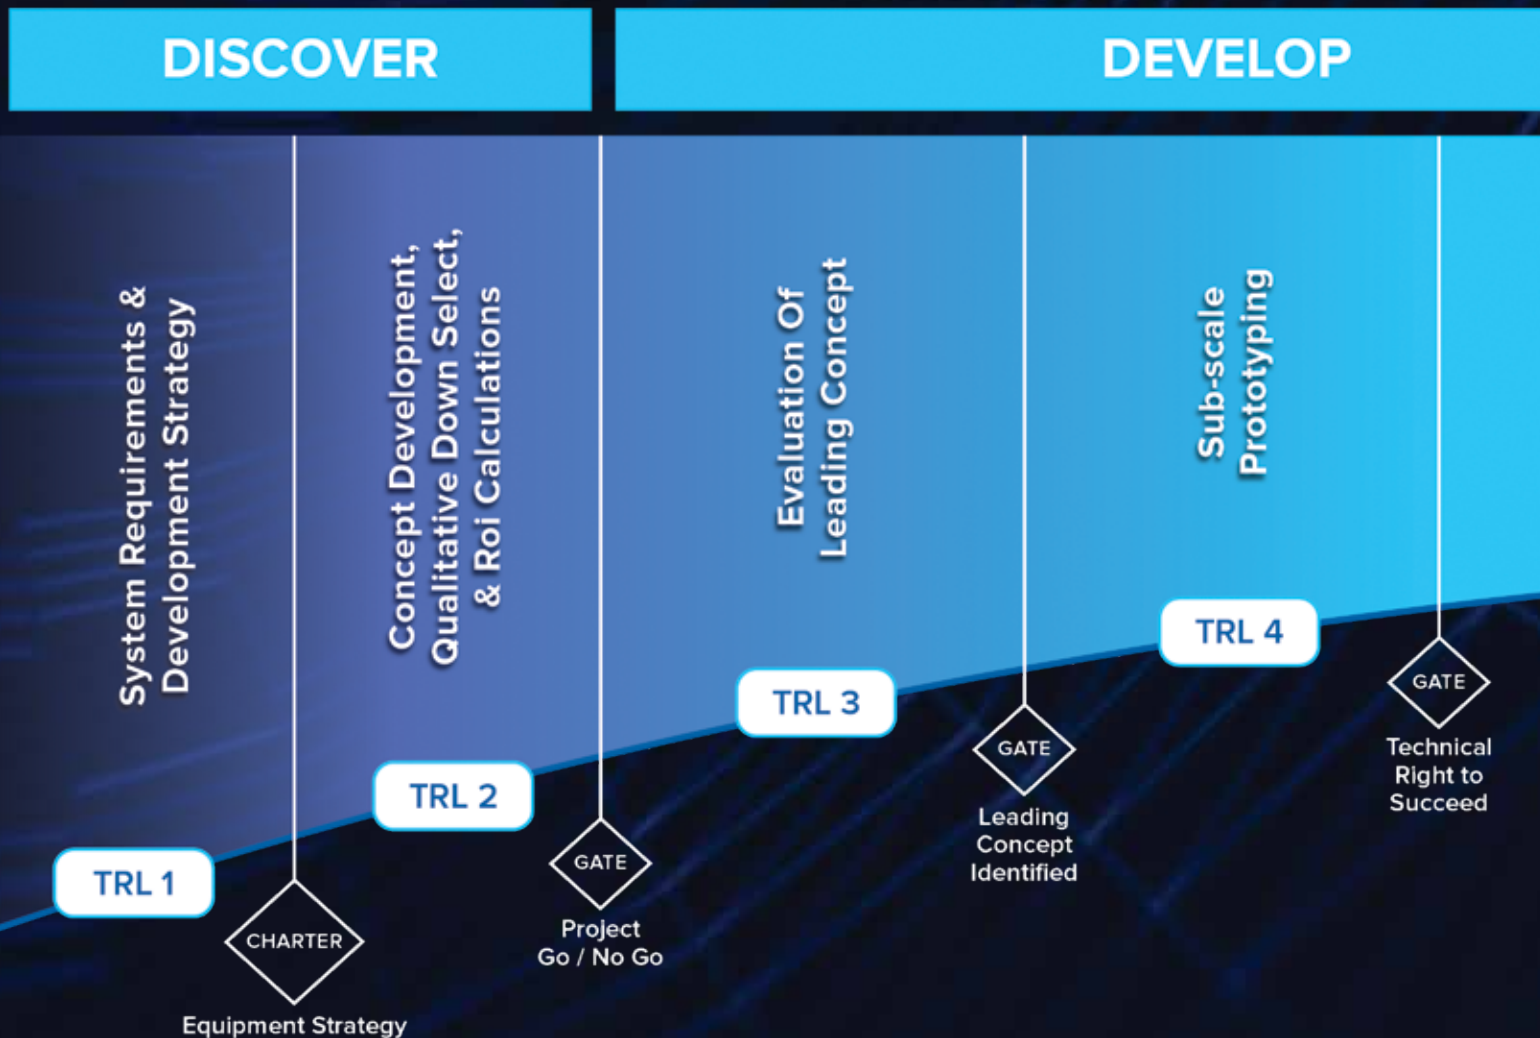 DISCOVER
DEVELOP
System Requirements &
Development Strategy
Concept Development,
Qualitative Down Select,
& Roi Calculations
Evaluation Of
Leading Concept
Sub-scale
Prototyping
TRL 1
TRL 2
TRL 3
TRL 4
CHARTER
Equipment Strategy
GATE
Project
Go / No Go
GATE
Leading
Concept
Identified
GATE
Technical
Right to
Succeed